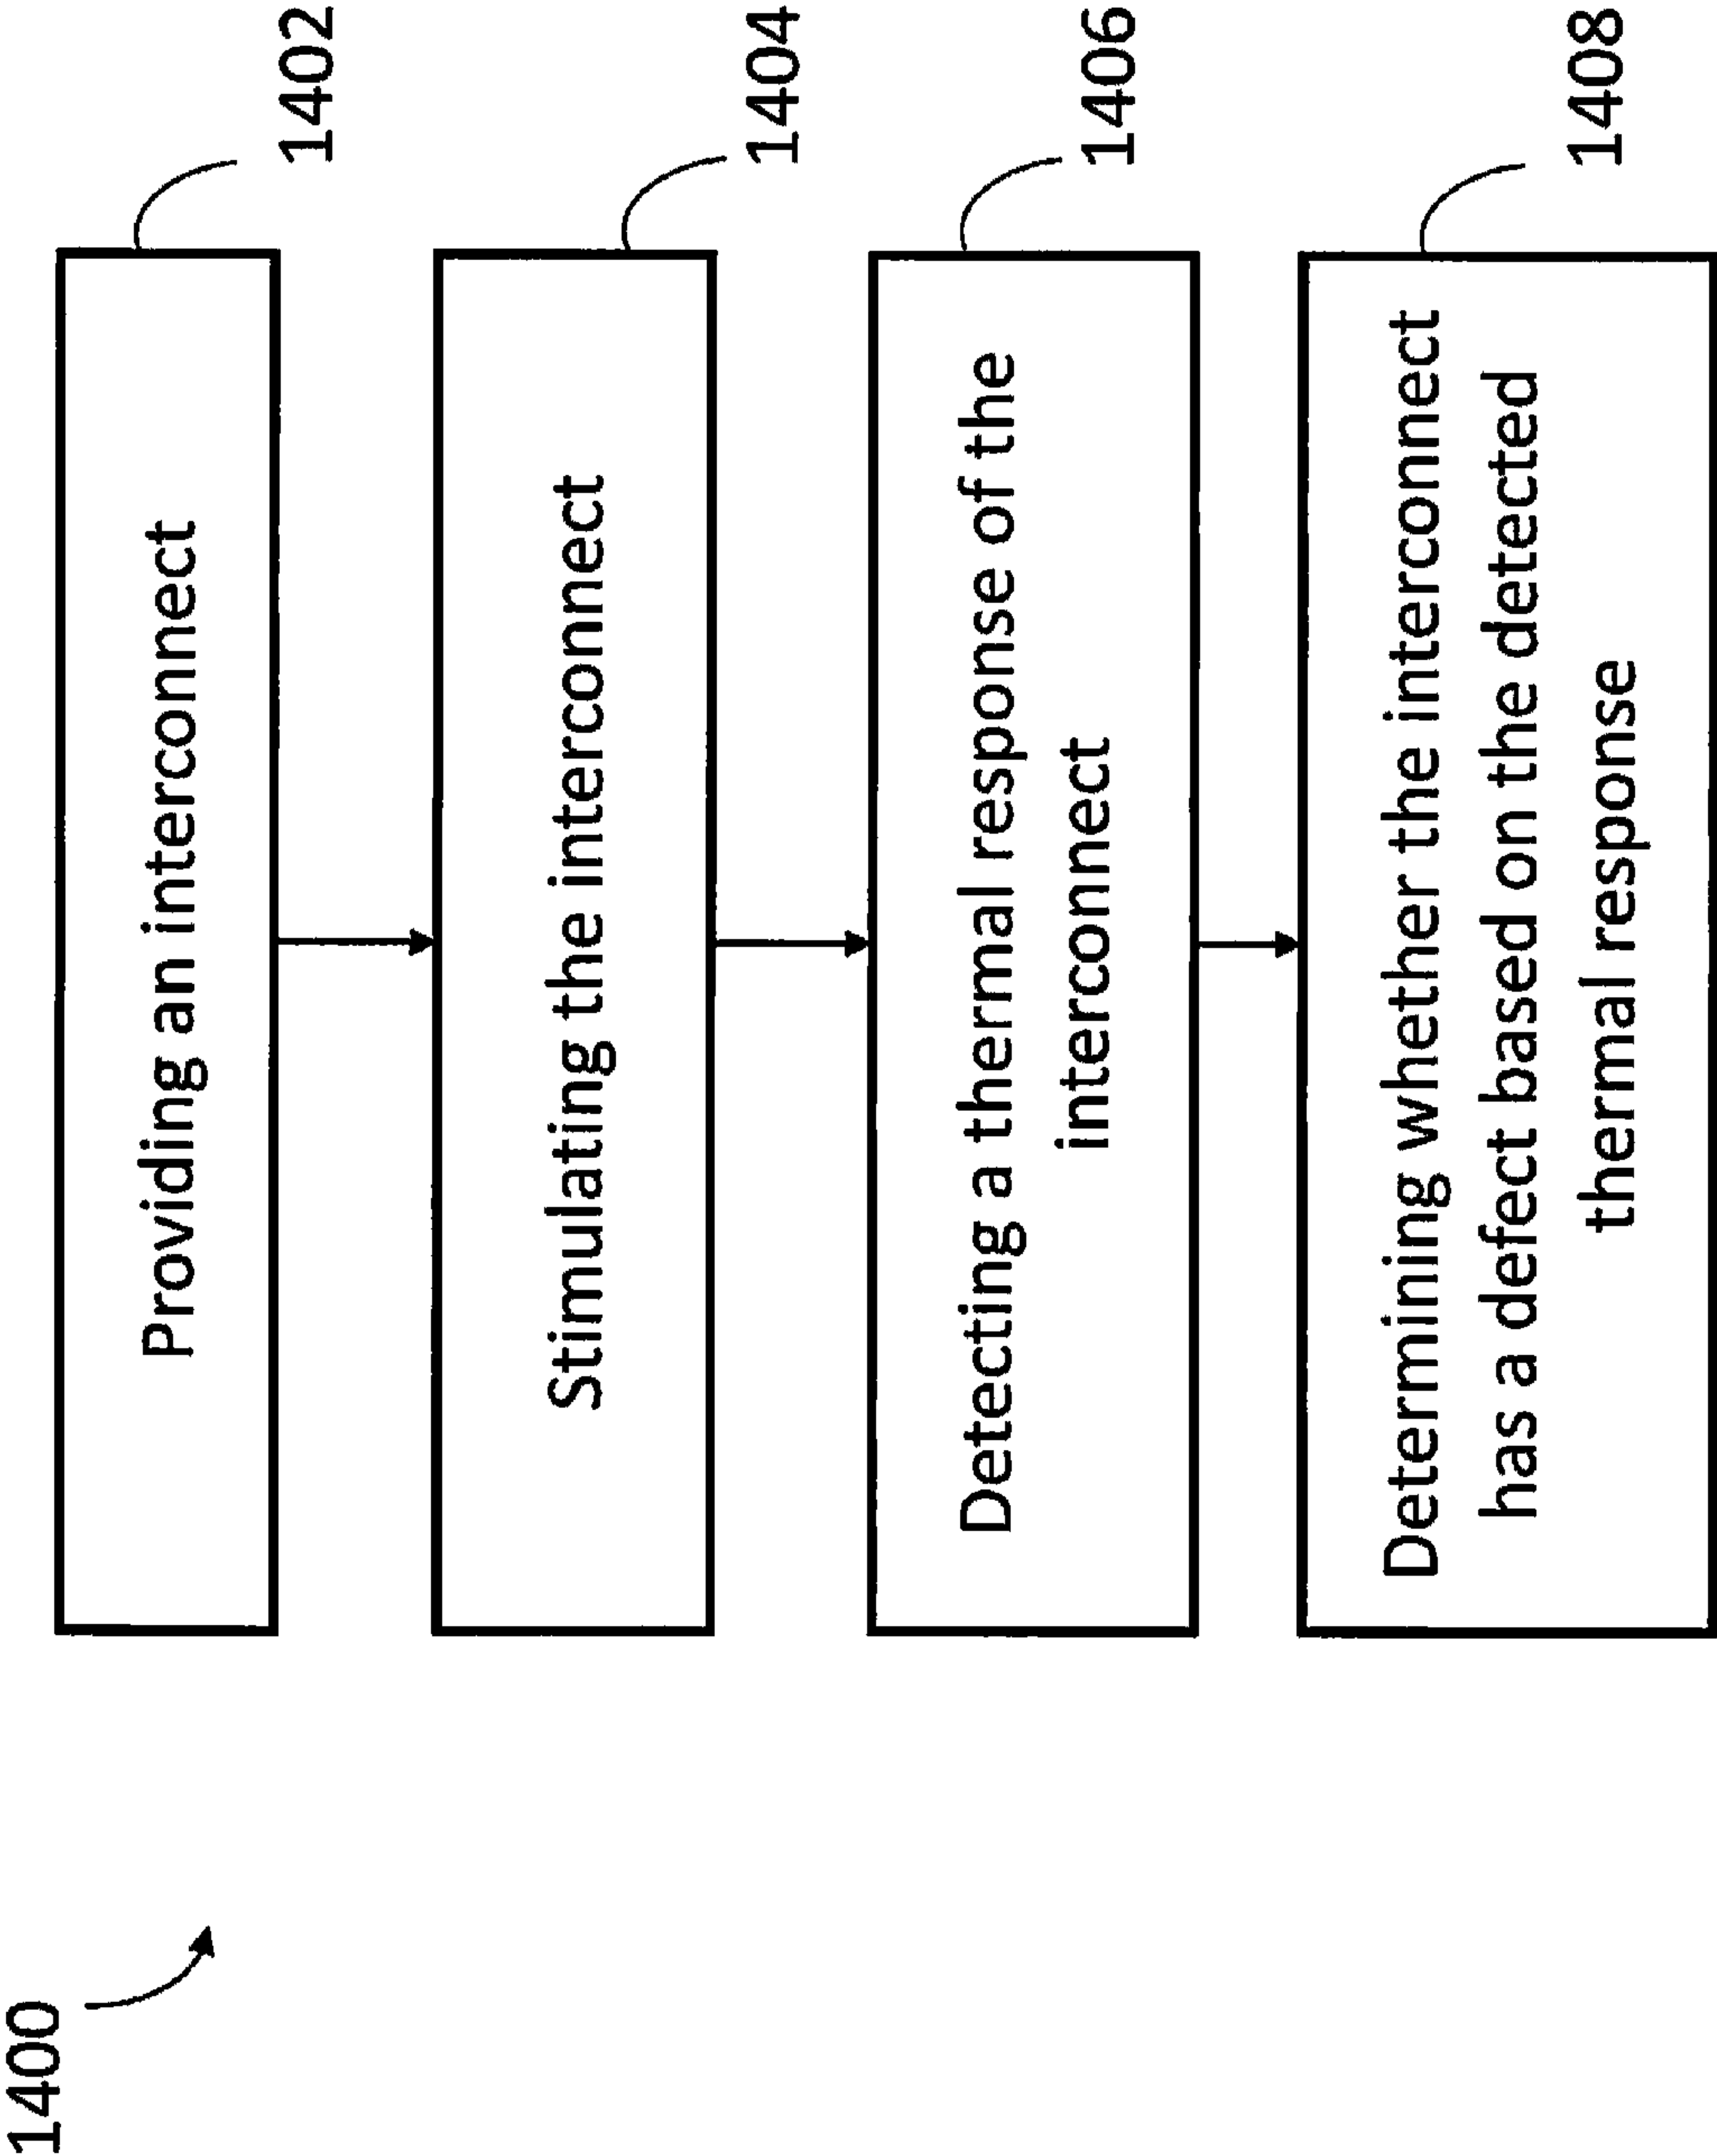 1400
Providing an interconnect
1402
Stimulating the interconnect
1404
Detecting a thermal response of the
interconnect
1406
Determining whether the interconnect
has a defect based on the detected
thermal response
1408